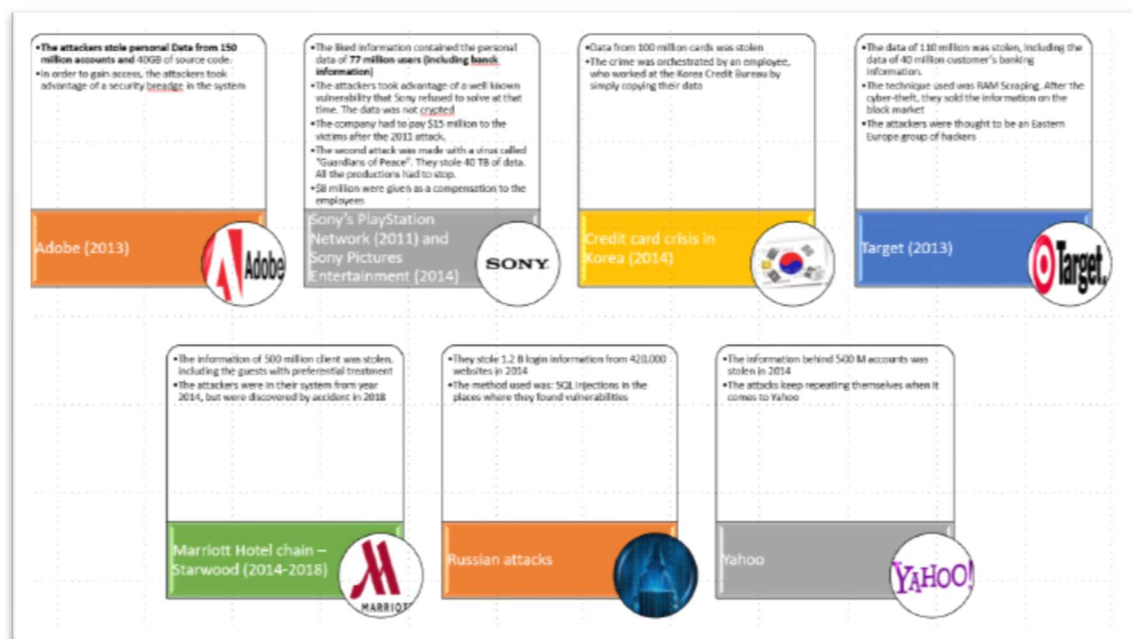 •The attackers stole personal Data from 150
million accounts and 40GB of source code.
•In order to gain access, the attackers took
advantage of a security breadge in the system
Adobe (2013)
Adobe
•The liked information contained the personal
data of 77 million users (including banck
information)
•The attackers took advantage of a well known
vulnerability that Sony refused to solve at that
time. The data was not crypted
•The company had to pay $15 million to the
victims after the 2011 attack.
•The second attack was made with a virus called
"Guardians of Peace". They stole 40 TB of data.
All the productions had to stop.
•$8 million were given as a compensation to the
employees
Sony's PlayStation
Network (2011) and
Sony Pictures
Entertainment (2014)
SONY
•Data from 100 million cards was stolen
•The crime was orchestrated by an employee,
who worked at the Korea Credit Bureau by
simply copying their data
Credit card crisis in
Korea (2014)
•The data of 110 million was stolen, including the
data of 40 million customer's banking
information.
•The technique used was RAM Scraping. After the
cyber-theft, they sold the information on the
black market
•The attackers were thought to be an Eastern
Europe group of hackers
Target (2013)
Target
•The information of 500 million client was stolen,
including the guests with preferential treatment
•The attackers were in their system from year
2014, but were discovered by accident in 2018
Marriott Hotel chain –
Starwood (2014-2018)
MARRIOT
•They stole 1.2 B login information from 420.000
websites in 2014
•The method used was: SQL injections in the
places where they found vulnerabilities
Russian attacks
•The information behind 500 M accounts was
stolen in 2014
•The attacks keep repeating themselves when it
comes to Yahoo
Yahoo
YAHOO!